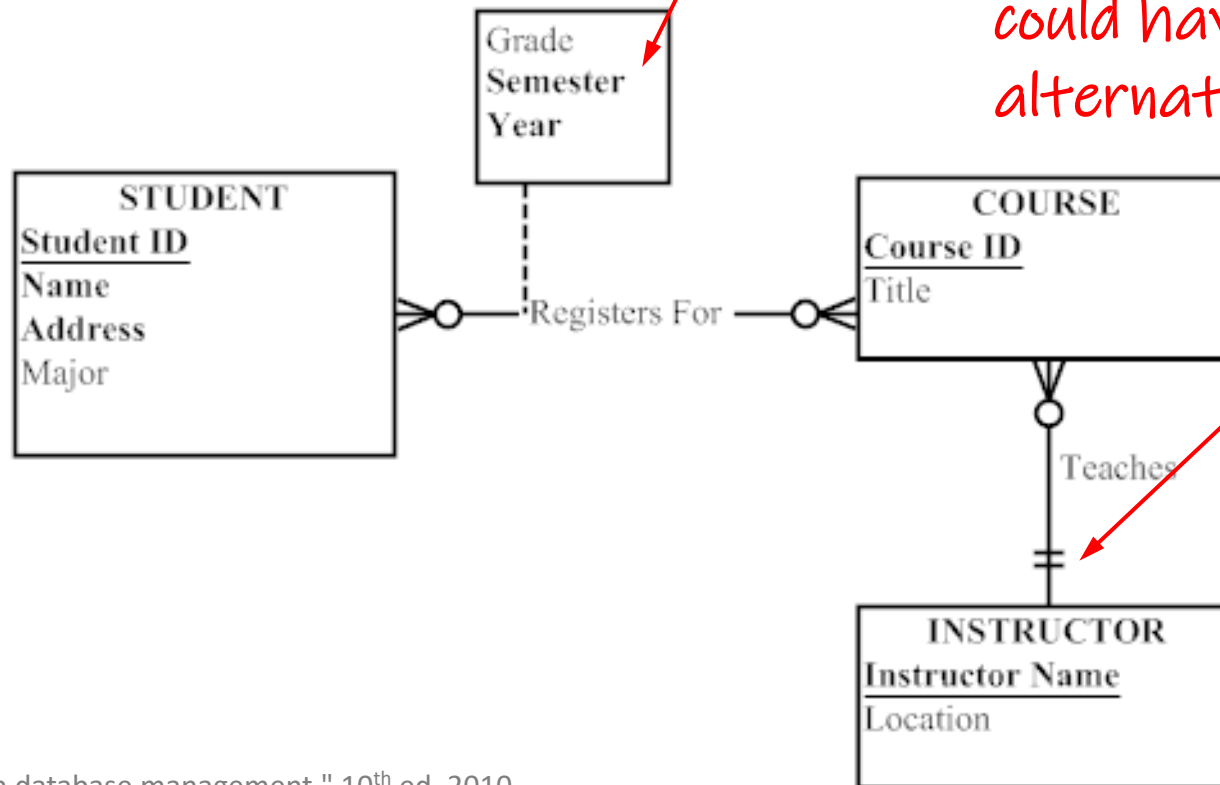 could hav
alternat
Grade
Semester
Year
STUDENT
Student ID
Name
Address
Major
Registers For
COURSE
Course ID
Title
Teaches
INSTRUCTOR
Instructor Name
Location
database management," 10th ed, 2010